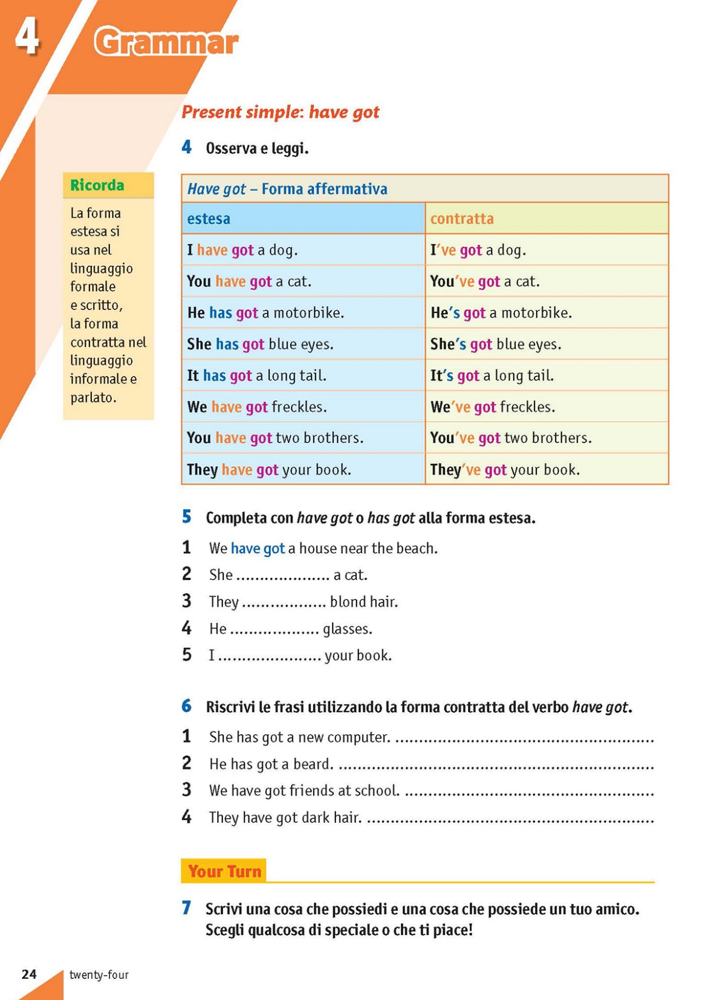 4
Grammar
Present simple: have got
4 Osserva e leggi.
Ricorda
La forma
estesa si
usa nel
linguaggio
formale
e scritto,
la forma
contratta nel
linguaggio
informale e
parlato.
Have got – Forma affermativa
estesa contratta
I have got a dog. I've got a dog.
You have got a cat. You've got a cat.
He has got a motorbike. He's got a motorbike.
She has got blue eyes. She's got blue eyes.
It has got a long tail. It's got a long tail.
We have got freckles. We've got freckles.
You have got two brothers. You've got two brothers.
They have got your book. They've got your book.
5 Completa con have got o has got alla forma estesa.
1 We have got a house near the beach.
2 She .................... a cat.
3 They .................. blond hair.
4 He ................... glasses.
5 I ...................... your book.
6 Riscrivi le frasi utilizzando la forma contratta del verbo have got.
1 She has got a new computer. .......................................................
2 He has got a beard. ...................................................................
3 We have got friends at school. .....................................................
4 They have got dark hair. .............................................................
Your Turn
7 Scrivi una cosa che possiedi e una cosa che possiede un tuo amico.
Scegli qualcosa di speciale o che ti piace!
24 twenty-four